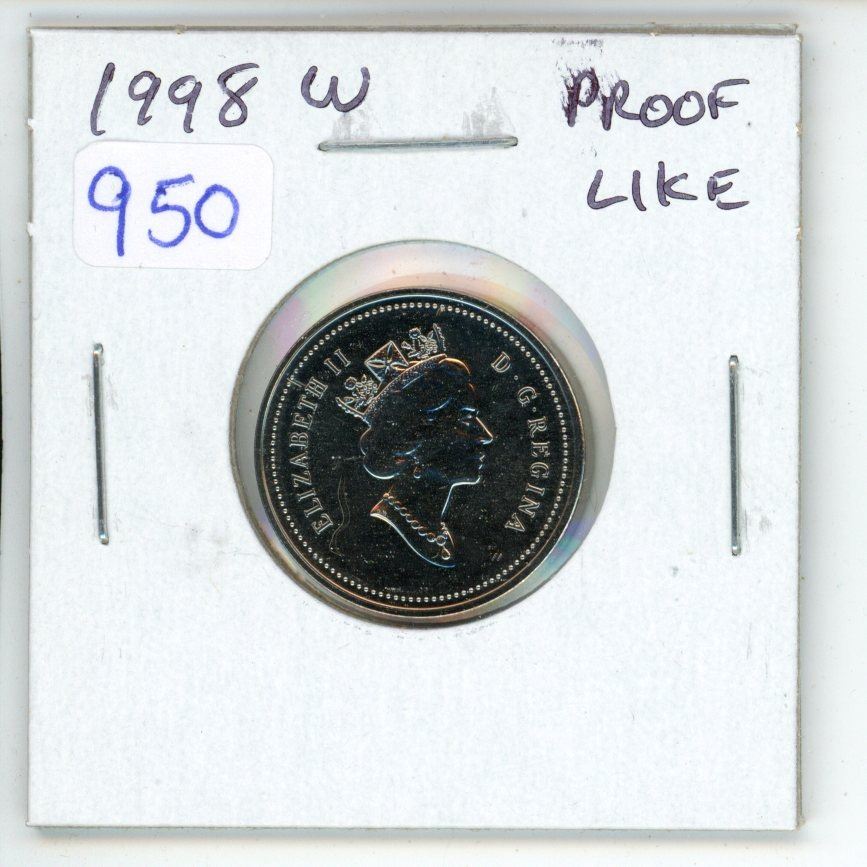 1998 W PROOF
LIKE
950
ELIZABETH II D·G·REGINA